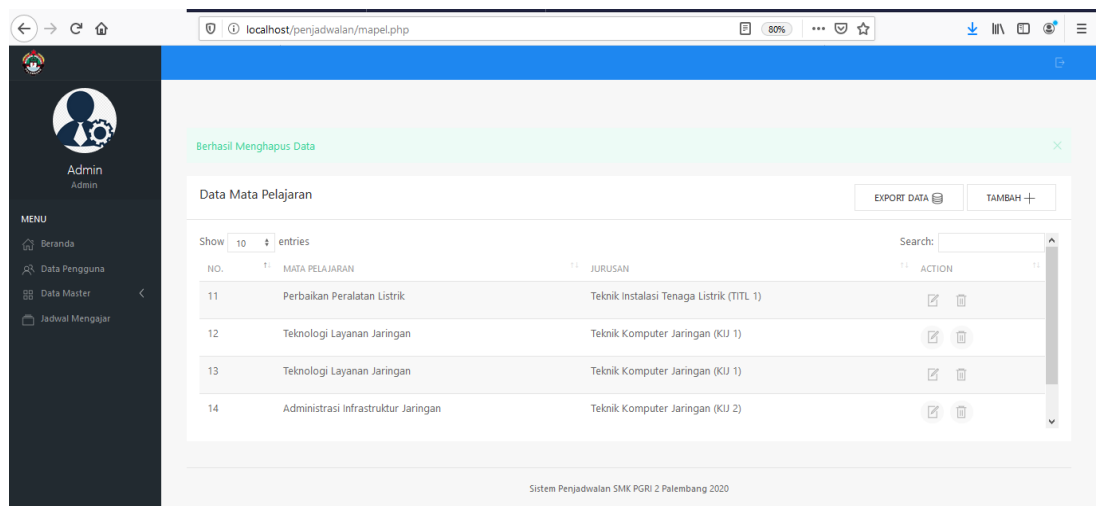 localhost/penjadwalan/mapel.php 80%
Admin
Admin
MENU
Beranda
Data Pengguna
Data Master
Jadwal Mengajar
Berhasil Menghapus Data
Data Mata Pelajaran EXPORT DATA TAMBAH
Show 10 entries Search:
NO. MATA PELAJARAN JURUSAN ACTION
11 Perbaikan Peralatan Listrik Teknik Instalasi Tenaga Listrik (TITL 1)
12 Teknologi Layanan Jaringan Teknik Komputer Jaringan (KIJ 1)
13 Teknologi Layanan Jaringan Teknik Komputer Jaringan (KIJ 1)
14 Administrasi Infrastruktur Jaringan Teknik Komputer Jaringan (KIJ 2)
Sistem Penjadwalan SMK PGRI 2 Palembang 2020